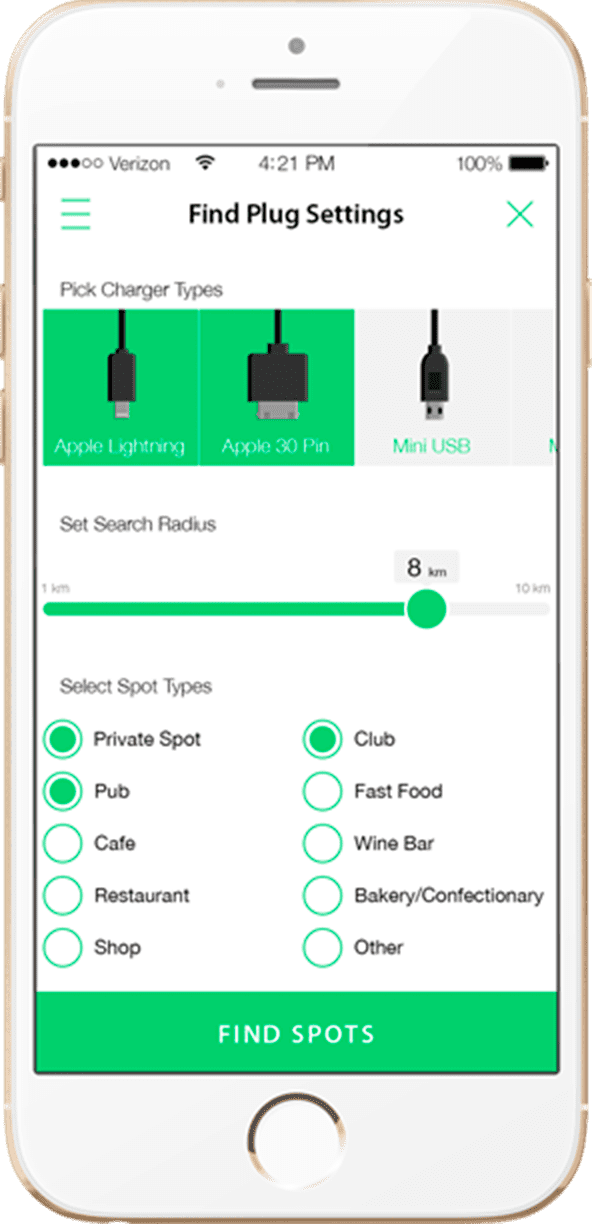 Verizon 4:21 PM 100%
Find Plug Settings
Pick Charger Types
Apple Lightning Apple 30 Pin Mini USB
Set Search Radius
8 km
1 km 10 km
Select Spot Types
Private Spot Club
Pub Fast Food
Cafe Wine Bar
Restaurant Bakery/Confectionary
Shop Other
FIND SPOTS